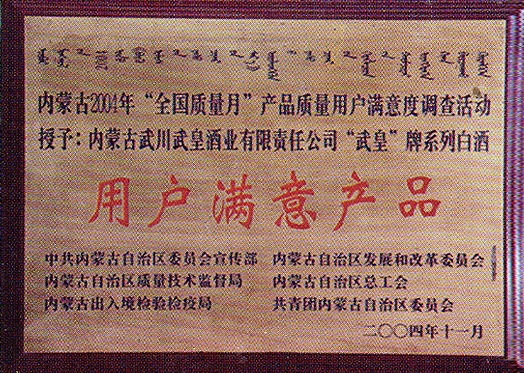 内蒙古2004年“全国质量月”产品质量用户满意度调查活动
授予：内蒙古武川武皇酒业有限责任公司“武皇”牌系列白酒
用户满意产品
中共内蒙古自治区委员会宣传部 内蒙古自治区发展和改革委员会
内蒙古自治区质量技术监督局 内蒙古自治区总工会
内蒙古出入境检验检疫局 共青团内蒙古自治区委员会
二〇〇四年十一月